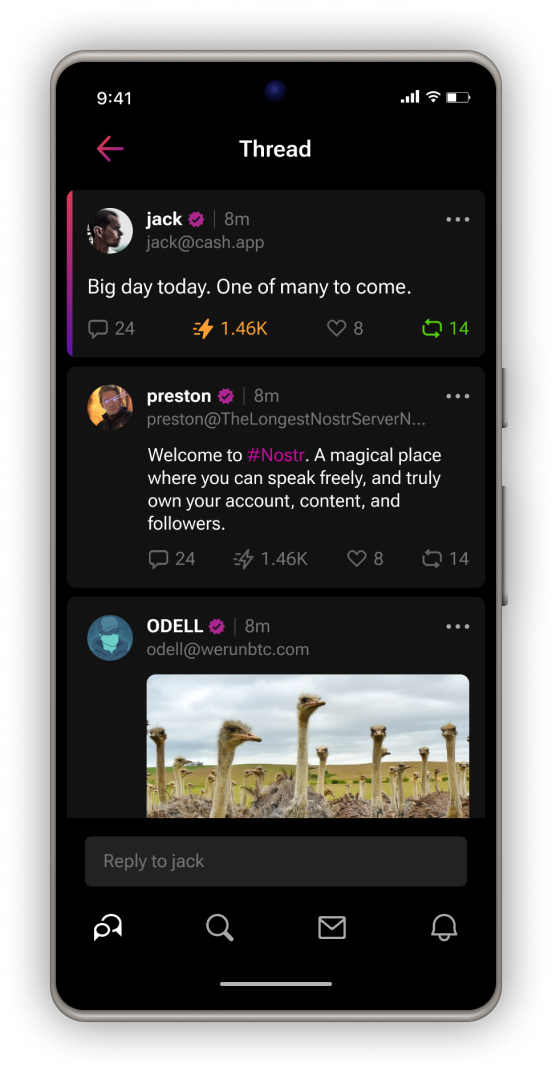 9:41
Thread
jack 8m
jack@cash.app
Big day today. One of many to come.
24 1.46K 8 14
preston 8m
preston@TheLongestNostrServerN...
Welcome to #Nostr. A magical place
where you can speak freely, and truly
own your account, content, and
followers.
24 1.46K 8 14
ODELL 8m
odell@werunbtc.com
Reply to jack